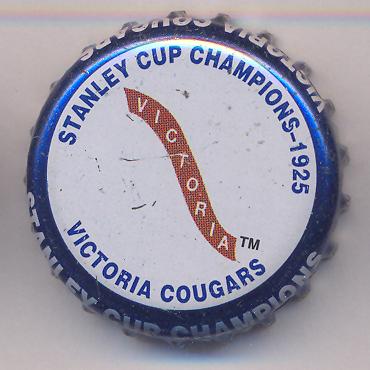 STANLEY CUP CHAMPIONS-1925
VICTORIA
TM
VICTORIA COUGARS
VICTORIA COUGARS
STANLEY CUP CHAMPIONS